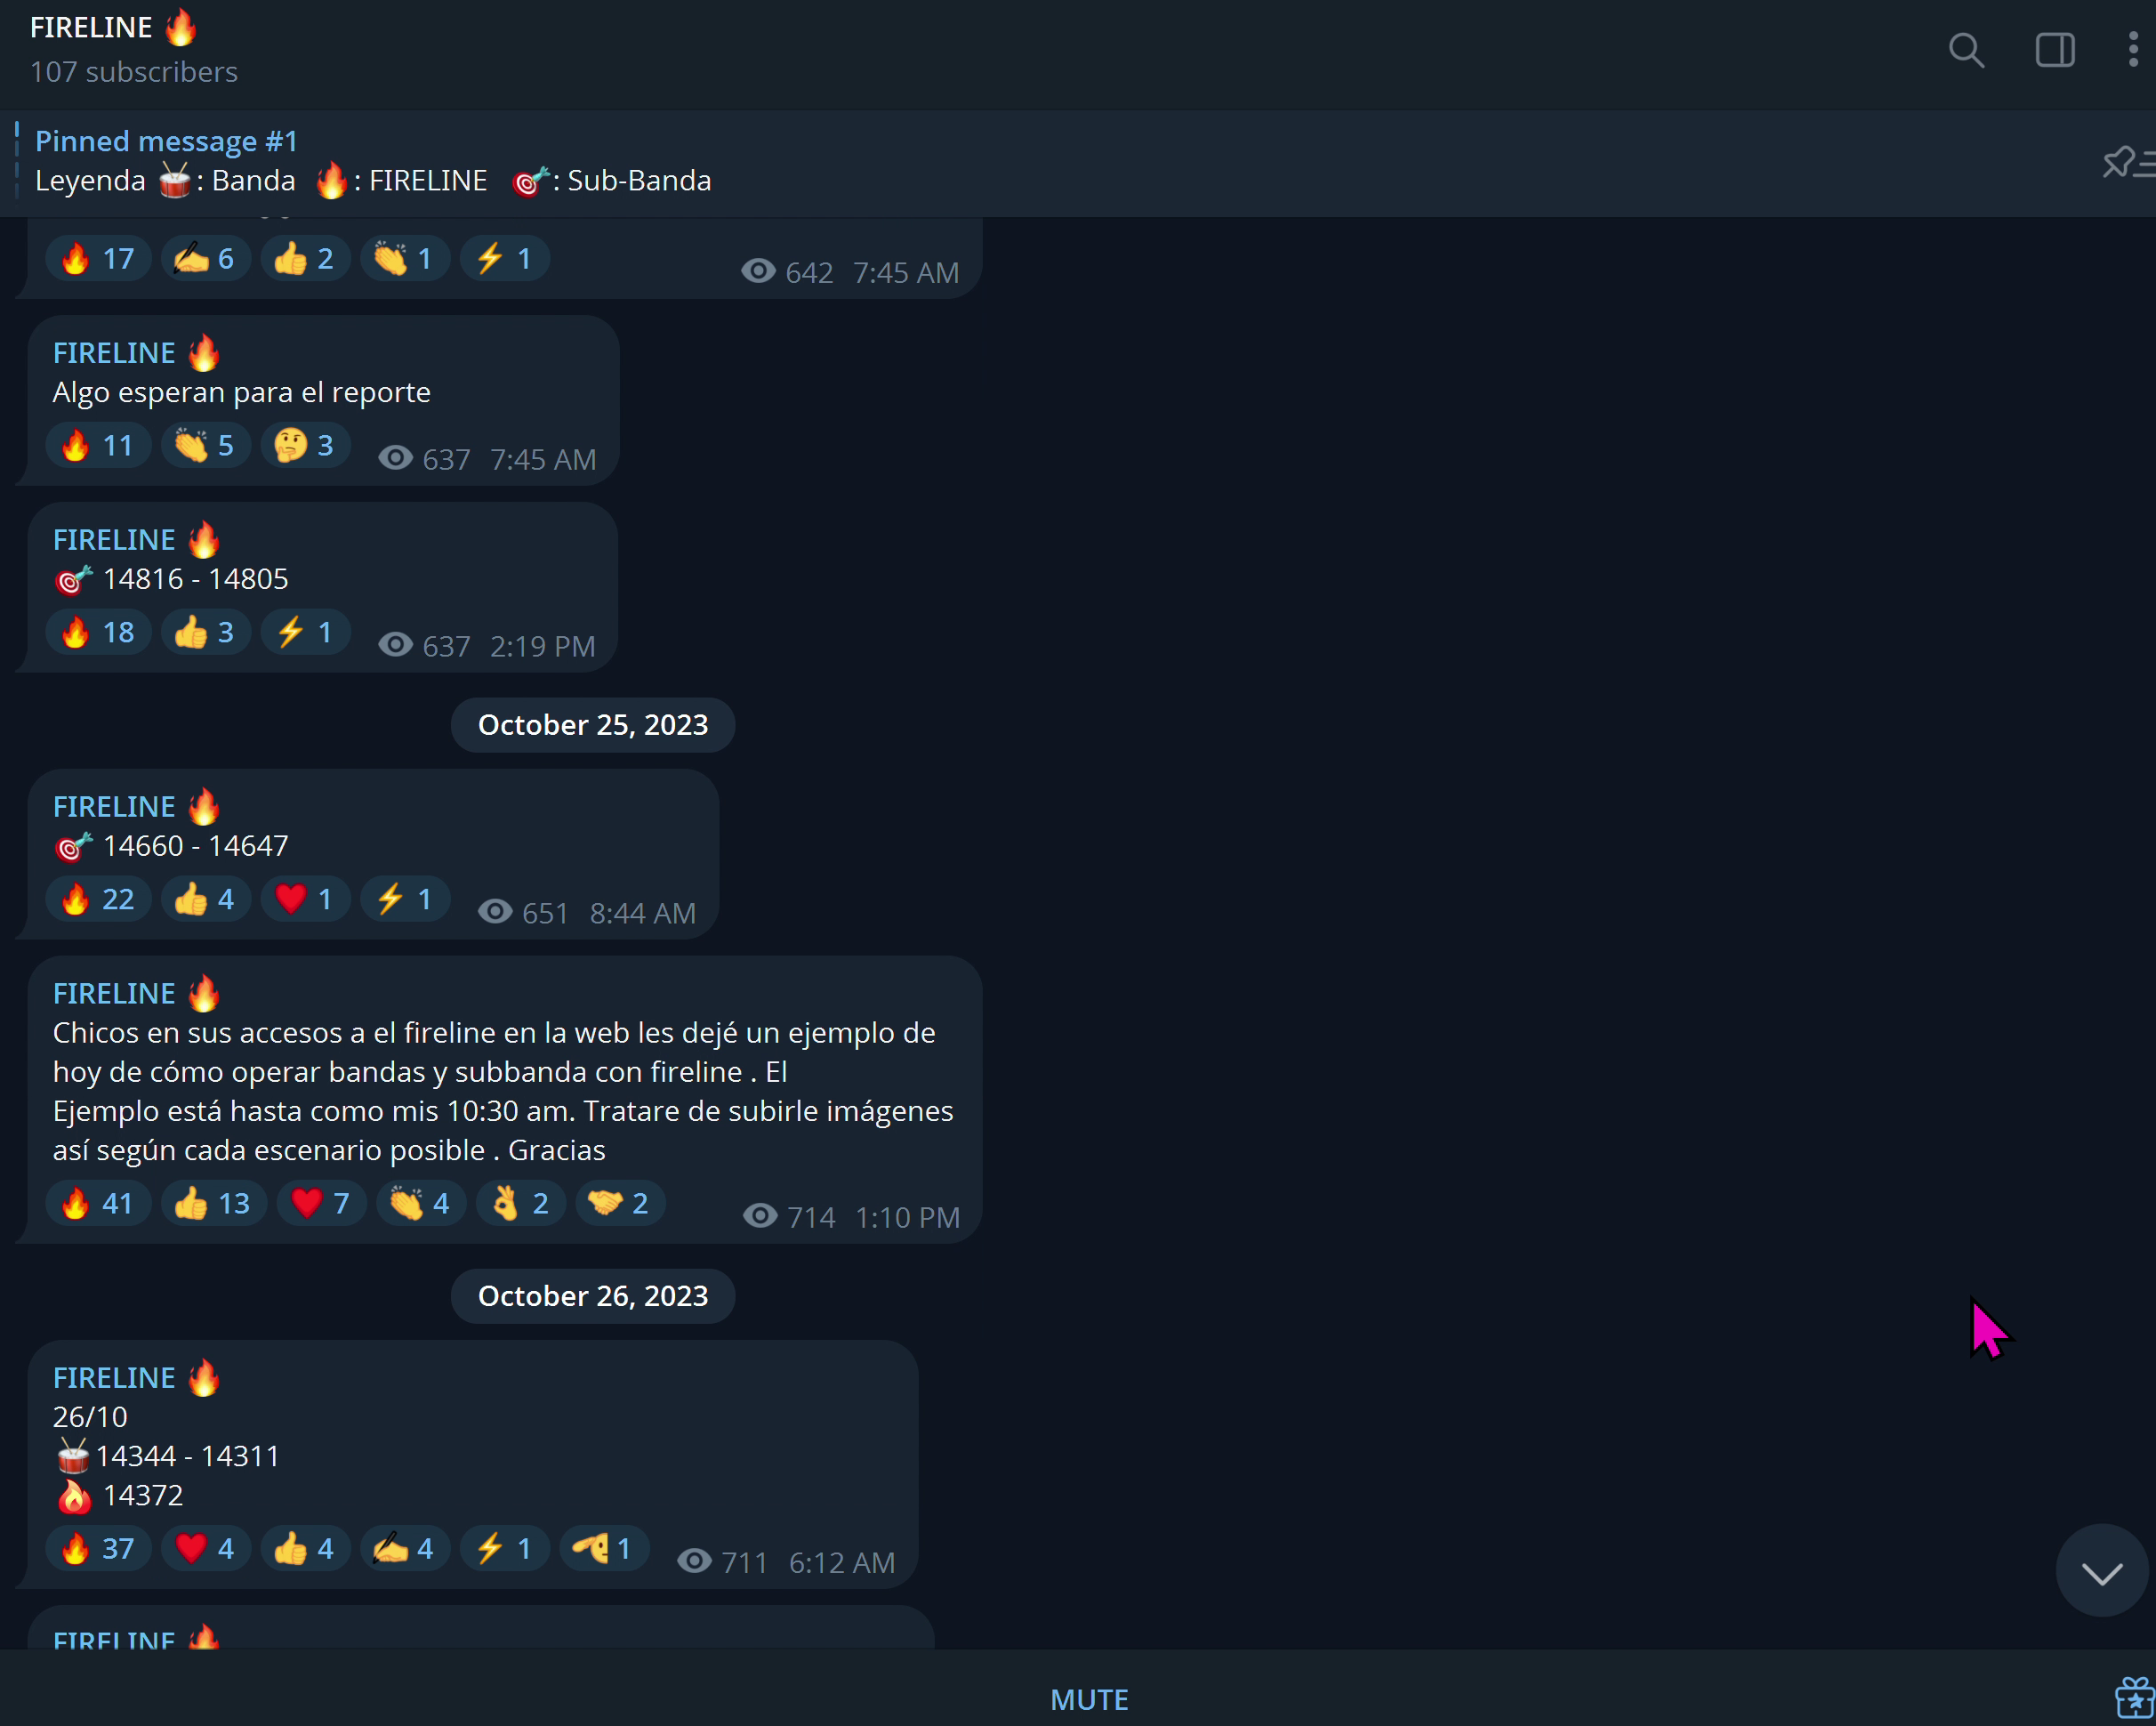 FIRELINE 🔥
107 subscribers
Pinned message #1
Leyenda 🥁: Banda 🔥: FIRELINE 🎯: Sub-Banda
🔥 17 ✍️ 6 👍 2 👏 1 ⚡ 1 642 7:45 AM
FIRELINE 🔥
Algo esperan para el reporte
🔥 11 👏 5 🤔 3 637 7:45 AM
FIRELINE 🔥
🎯 14816 - 14805
🔥 18 👍 3 ⚡ 1 637 2:19 PM
October 25, 2023
FIRELINE 🔥
🎯 14660 - 14647
🔥 22 👍 4 ❤️ 1 ⚡ 1 651 8:44 AM
FIRELINE 🔥
Chicos en sus accesos a el fireline en la web les dejé un ejemplo de
hoy de cómo operar bandas y subbanda con fireline . El
Ejemplo está hasta como mis 10:30 am. Tratare de subirle imágenes
así según cada escenario posible . Gracias
🔥 41 👍 13 ❤️ 7 👏 4 👌 2 🤝 2 714 1:10 PM
October 26, 2023
FIRELINE 🔥
26/10
🥁 14344 - 14311
🔥 14372
🔥 37 ❤️ 4 👍 4 ✍️ 4 ⚡ 1 🫡 1 711 6:12 AM
FIRELINE 🔥
MUTE